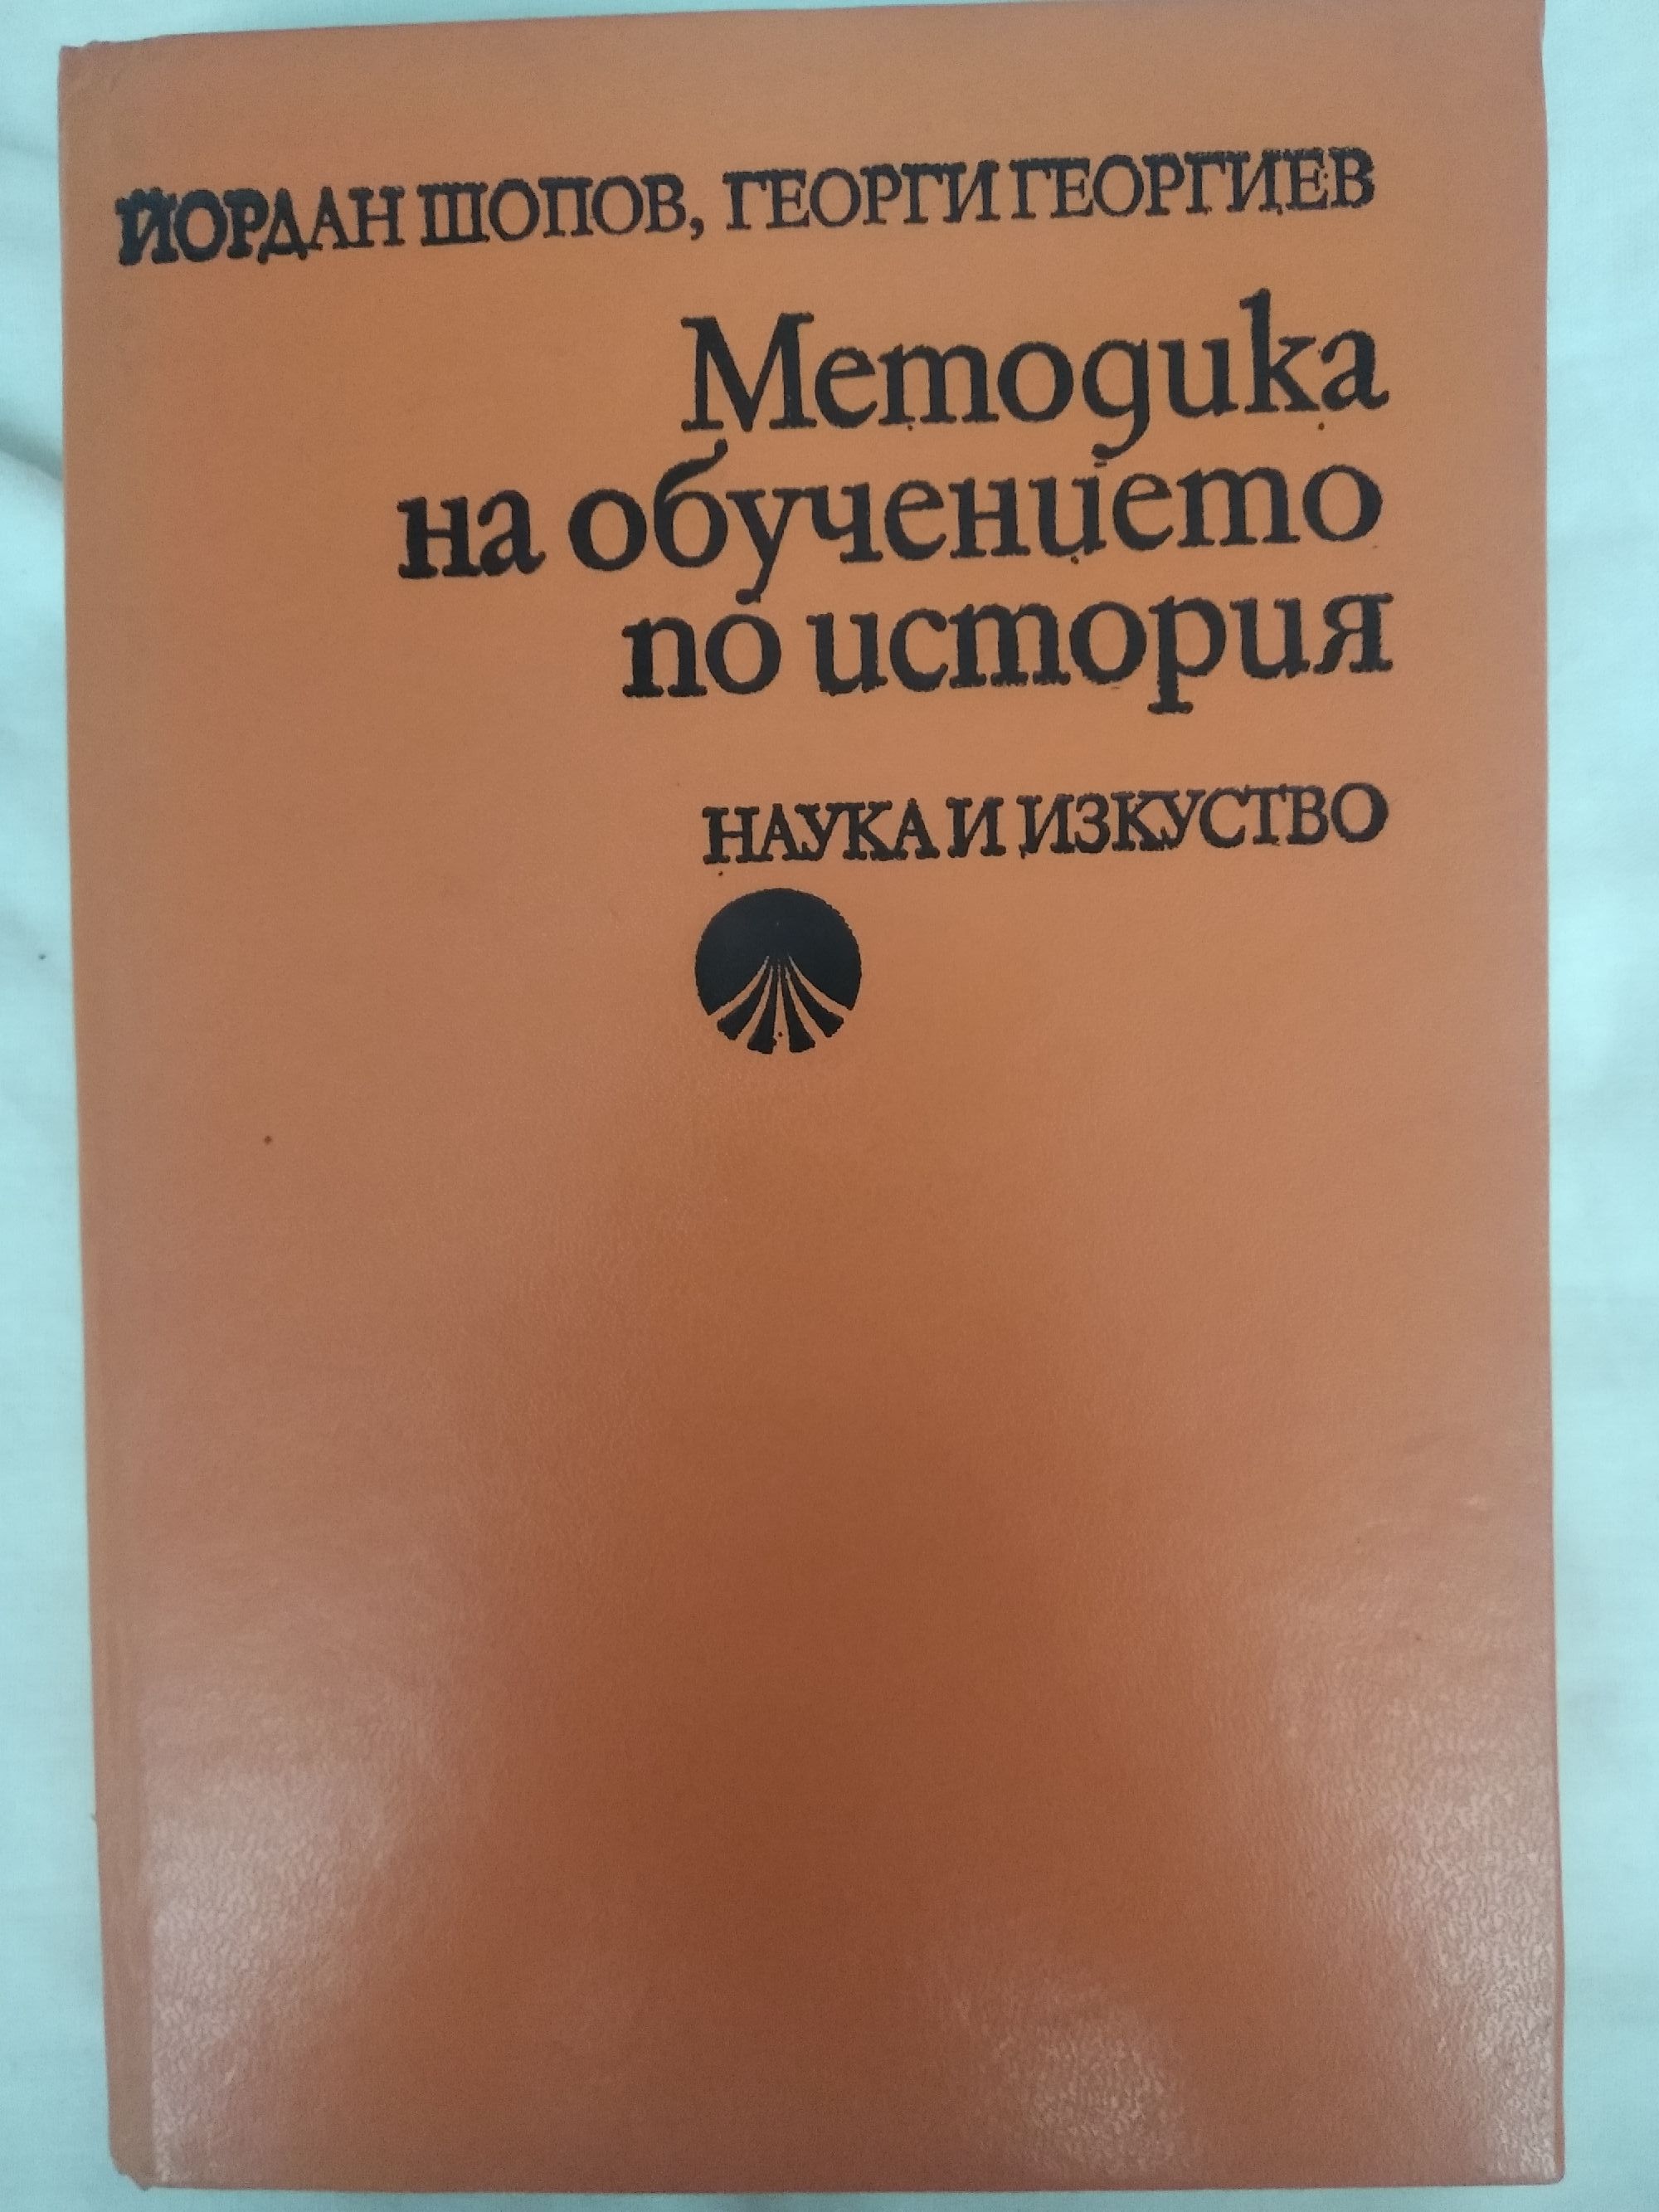 ЙОРДАН ШОПОВ, ГЕОРГИ ГЕОРГИЕВ
Методика
на обучението
по история
НАУКА И ИЗКУСТВО